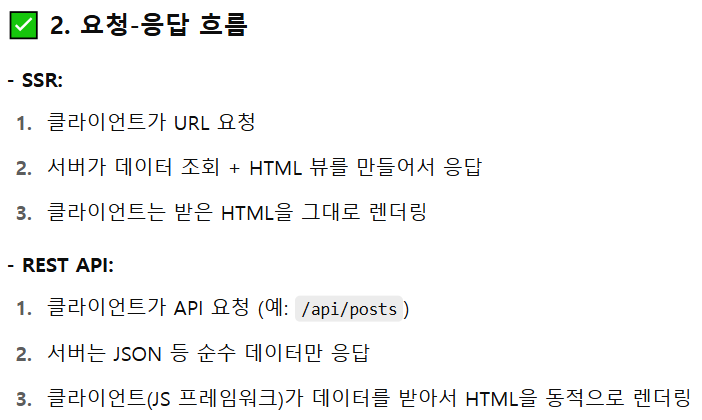 ✅ 2. 요청-응답 흐름
- SSR:
1. 클라이언트가 URL 요청
2. 서버가 데이터 조회 + HTML 뷰를 만들어서 응답
3. 클라이언트는 받은 HTML을 그대로 렌더링
- REST API:
1. 클라이언트가 API 요청 (예: /api/posts)
2. 서버는 JSON 등 순수 데이터만 응답
3. 클라이언트(JS 프레임워크)가 데이터를 받아서 HTML을 동적으로 렌더링